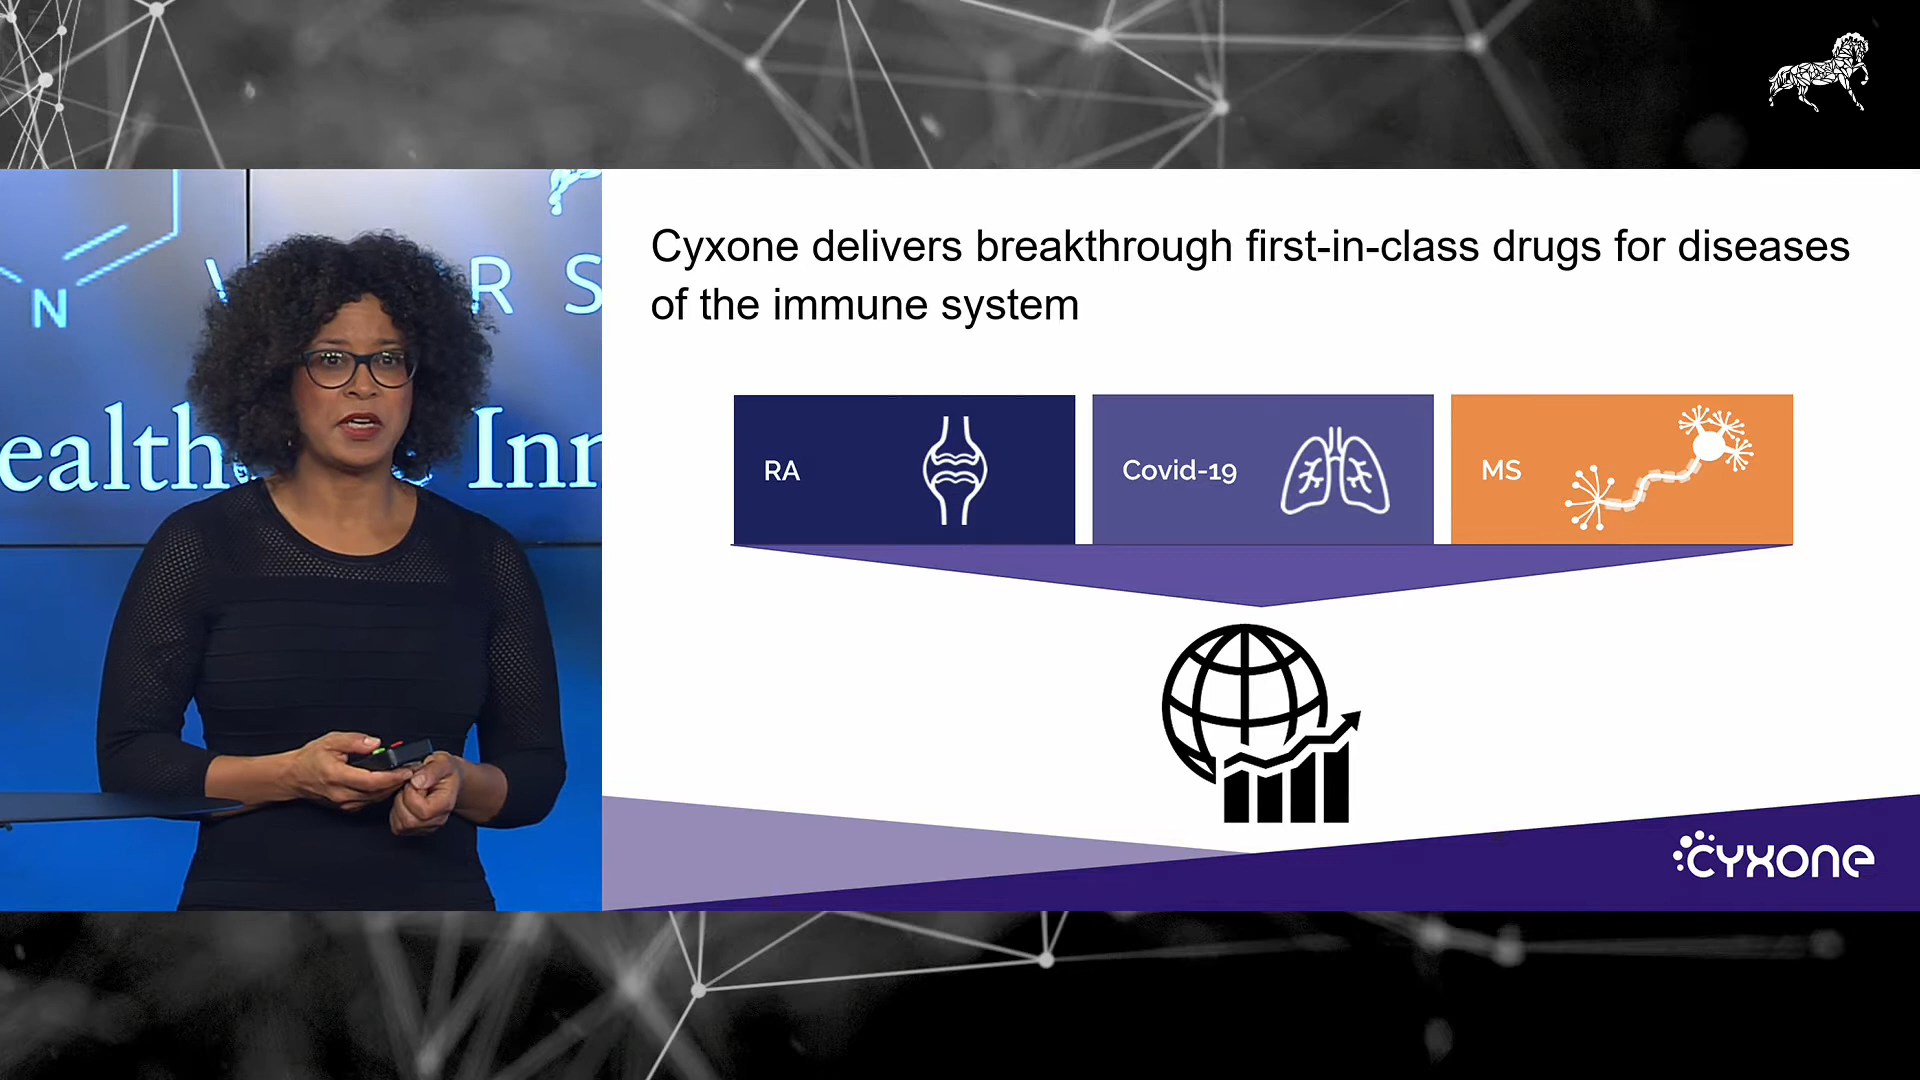 N
RS
ealth Inn
Cyxone delivers breakthrough first-in-class drugs for diseases
of the immune system
RA
Covid-19
MS
cyxone